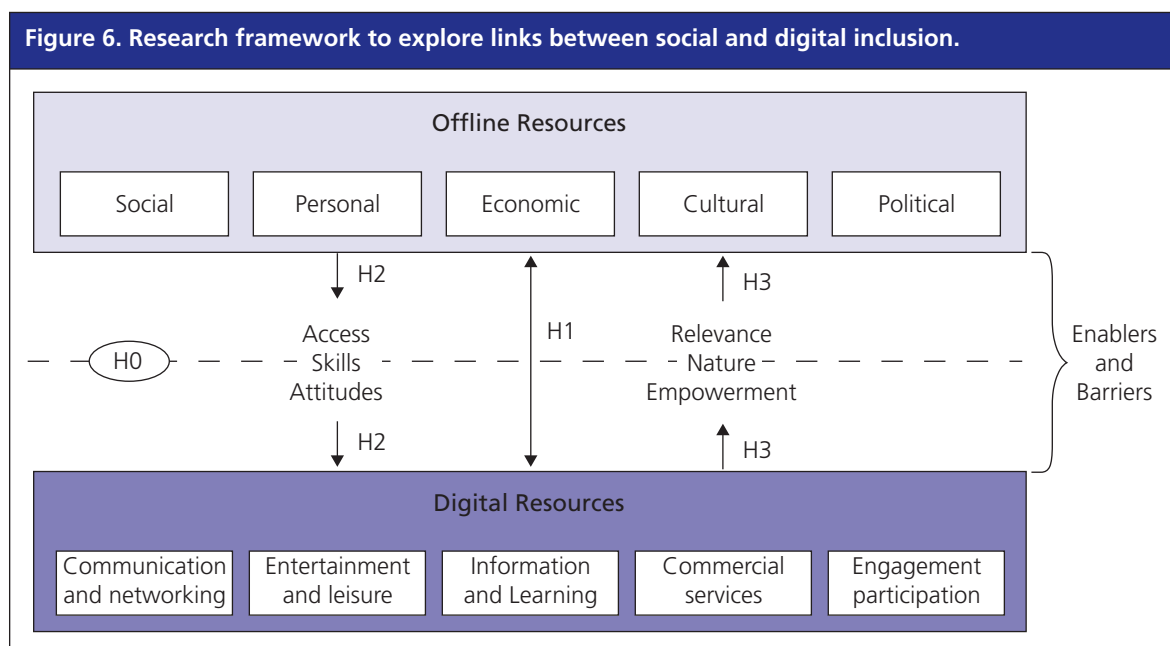 Figure 6. Research framework to explore links between social and digital inclusion.
Offline Resources
Social
Personal
Economic
Cultural
Political
H2
H3
H1
H0
Access
Skills
Attitudes
Relevance
Nature
Empowerment
Enablers
and
Barriers
H2
H3
Digital Resources
Communication
and networking
Entertainment
and leisure
Information
and Learning
Commercial
services
Engagement
participation